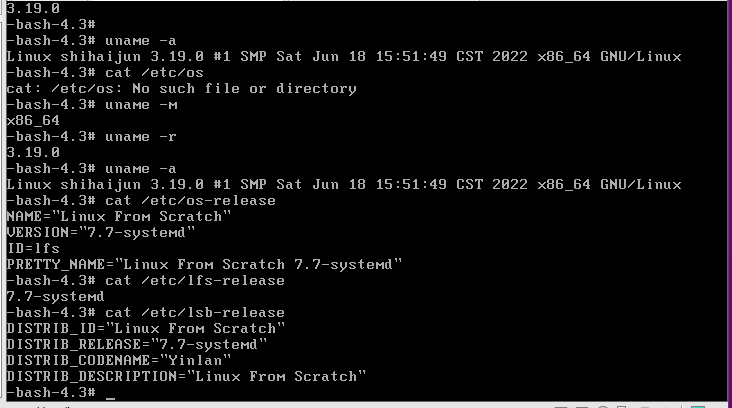 3.19.0
-bash-4.3#
-bash-4.3# uname -a
Linux shihaijun 3.19.0 #1 SMP Sat Jun 18 15:51:49 CST 2022 x86_64 GNU/Linux
-bash-4.3# cat /etc/os
cat: /etc/os: No such file or directory
-bash-4.3# uname -m
x86_64
-bash-4.3# uname -r
3.19.0
-bash-4.3# uname -a
Linux shihaijun 3.19.0 #1 SMP Sat Jun 18 15:51:49 CST 2022 x86_64 GNU/Linux
-bash-4.3# cat /etc/os-release
NAME="Linux From Scratch"
VERSION="7.7-systemd"
ID=lfs
PRETTY_NAME="Linux From Scratch 7.7-systemd"
-bash-4.3# cat /etc/lfs-release
7.7-systemd
-bash-4.3# cat /etc/lsb-release
DISTRIB_ID="Linux From Scratch"
DISTRIB_RELEASE="7.7-systemd"
DISTRIB_CODENAME="Yinlan"
DISTRIB_DESCRIPTION="Linux From Scratch"
-bash-4.3# _